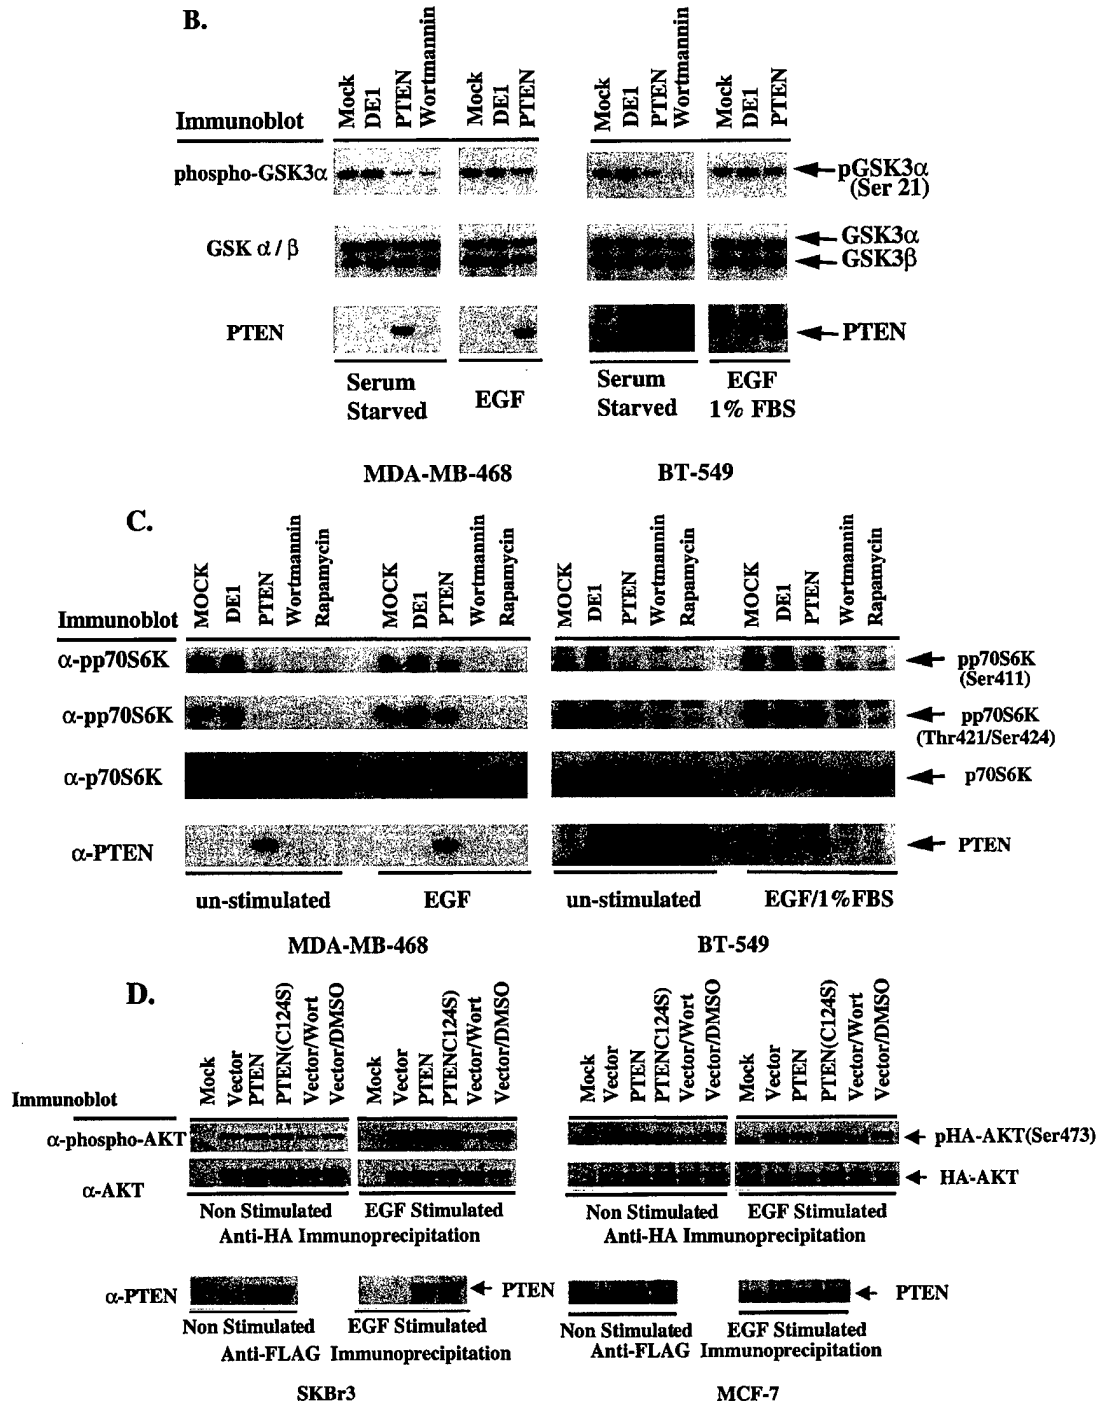 B.
Immunoblot
Mock
DE1
PTEN
Wortmannin
Mock
DE1
PTEN
Mock
DE1
PTEN
Wortmannin
Mock
DE1
PTEN
phospho-GSK3α
pGSK3α
(Ser 21)
GSK α / β
GSK3α
GSK3β
PTEN
PTEN
Serum
Starved
EGF
Serum
Starved
EGF
1% FBS
MDA-MB-468
BT-549
C.
Immunoblot
MOCK
DE1
PTEN
Wortmannin
Rapamycin
MOCK
DE1
PTEN
Wortmannin
Rapamycin
MOCK
DE1
PTEN
Wortmannin
Rapamycin
MOCK
DE1
PTEN
Wortmannin
Rapamycin
α-pp70S6K
pp70S6K
(Ser411)
α-pp70S6K
pp70S6K
(Thr421/Ser424)
α-p70S6K
p70S6K
α-PTEN
PTEN
un-stimulated
EGF
un-stimulated
EGF/1%FBS
MDA-MB-468
BT-549
D.
Immunoblot
Mock
Vector
PTEN
PTEN(C124S)
Vector/Wort
Vector/DMSO
Mock
Vector
PTEN
PTENC124S)
Vector/Wort
Vector/DMSO
Mock
Vector
PTEN
PTENC124S)
Vector/Wort
Vector/DMSO
Mock
Vector
PTEN
PTEN(C124S)
Vector/Wort
Vector/DMSO
α-phospho-AKT
pHA-AKT(Ser473)
α-AKT
HA-AKT
Non Stimulated
EGF Stimulated
Anti-HA Immunoprecipitation
Non Stimulated
EGF Stimulated
Anti-HA Immunoprecipitation
α-PTEN
PTEN
PTEN
Non Stimulated
EGF Stimulated
Anti-FLAG Immunoprecipitation
Non Stimulated
EGF Stimulated
Anti-FLAG Immunoprecipitation
SKBr3
MCF-7